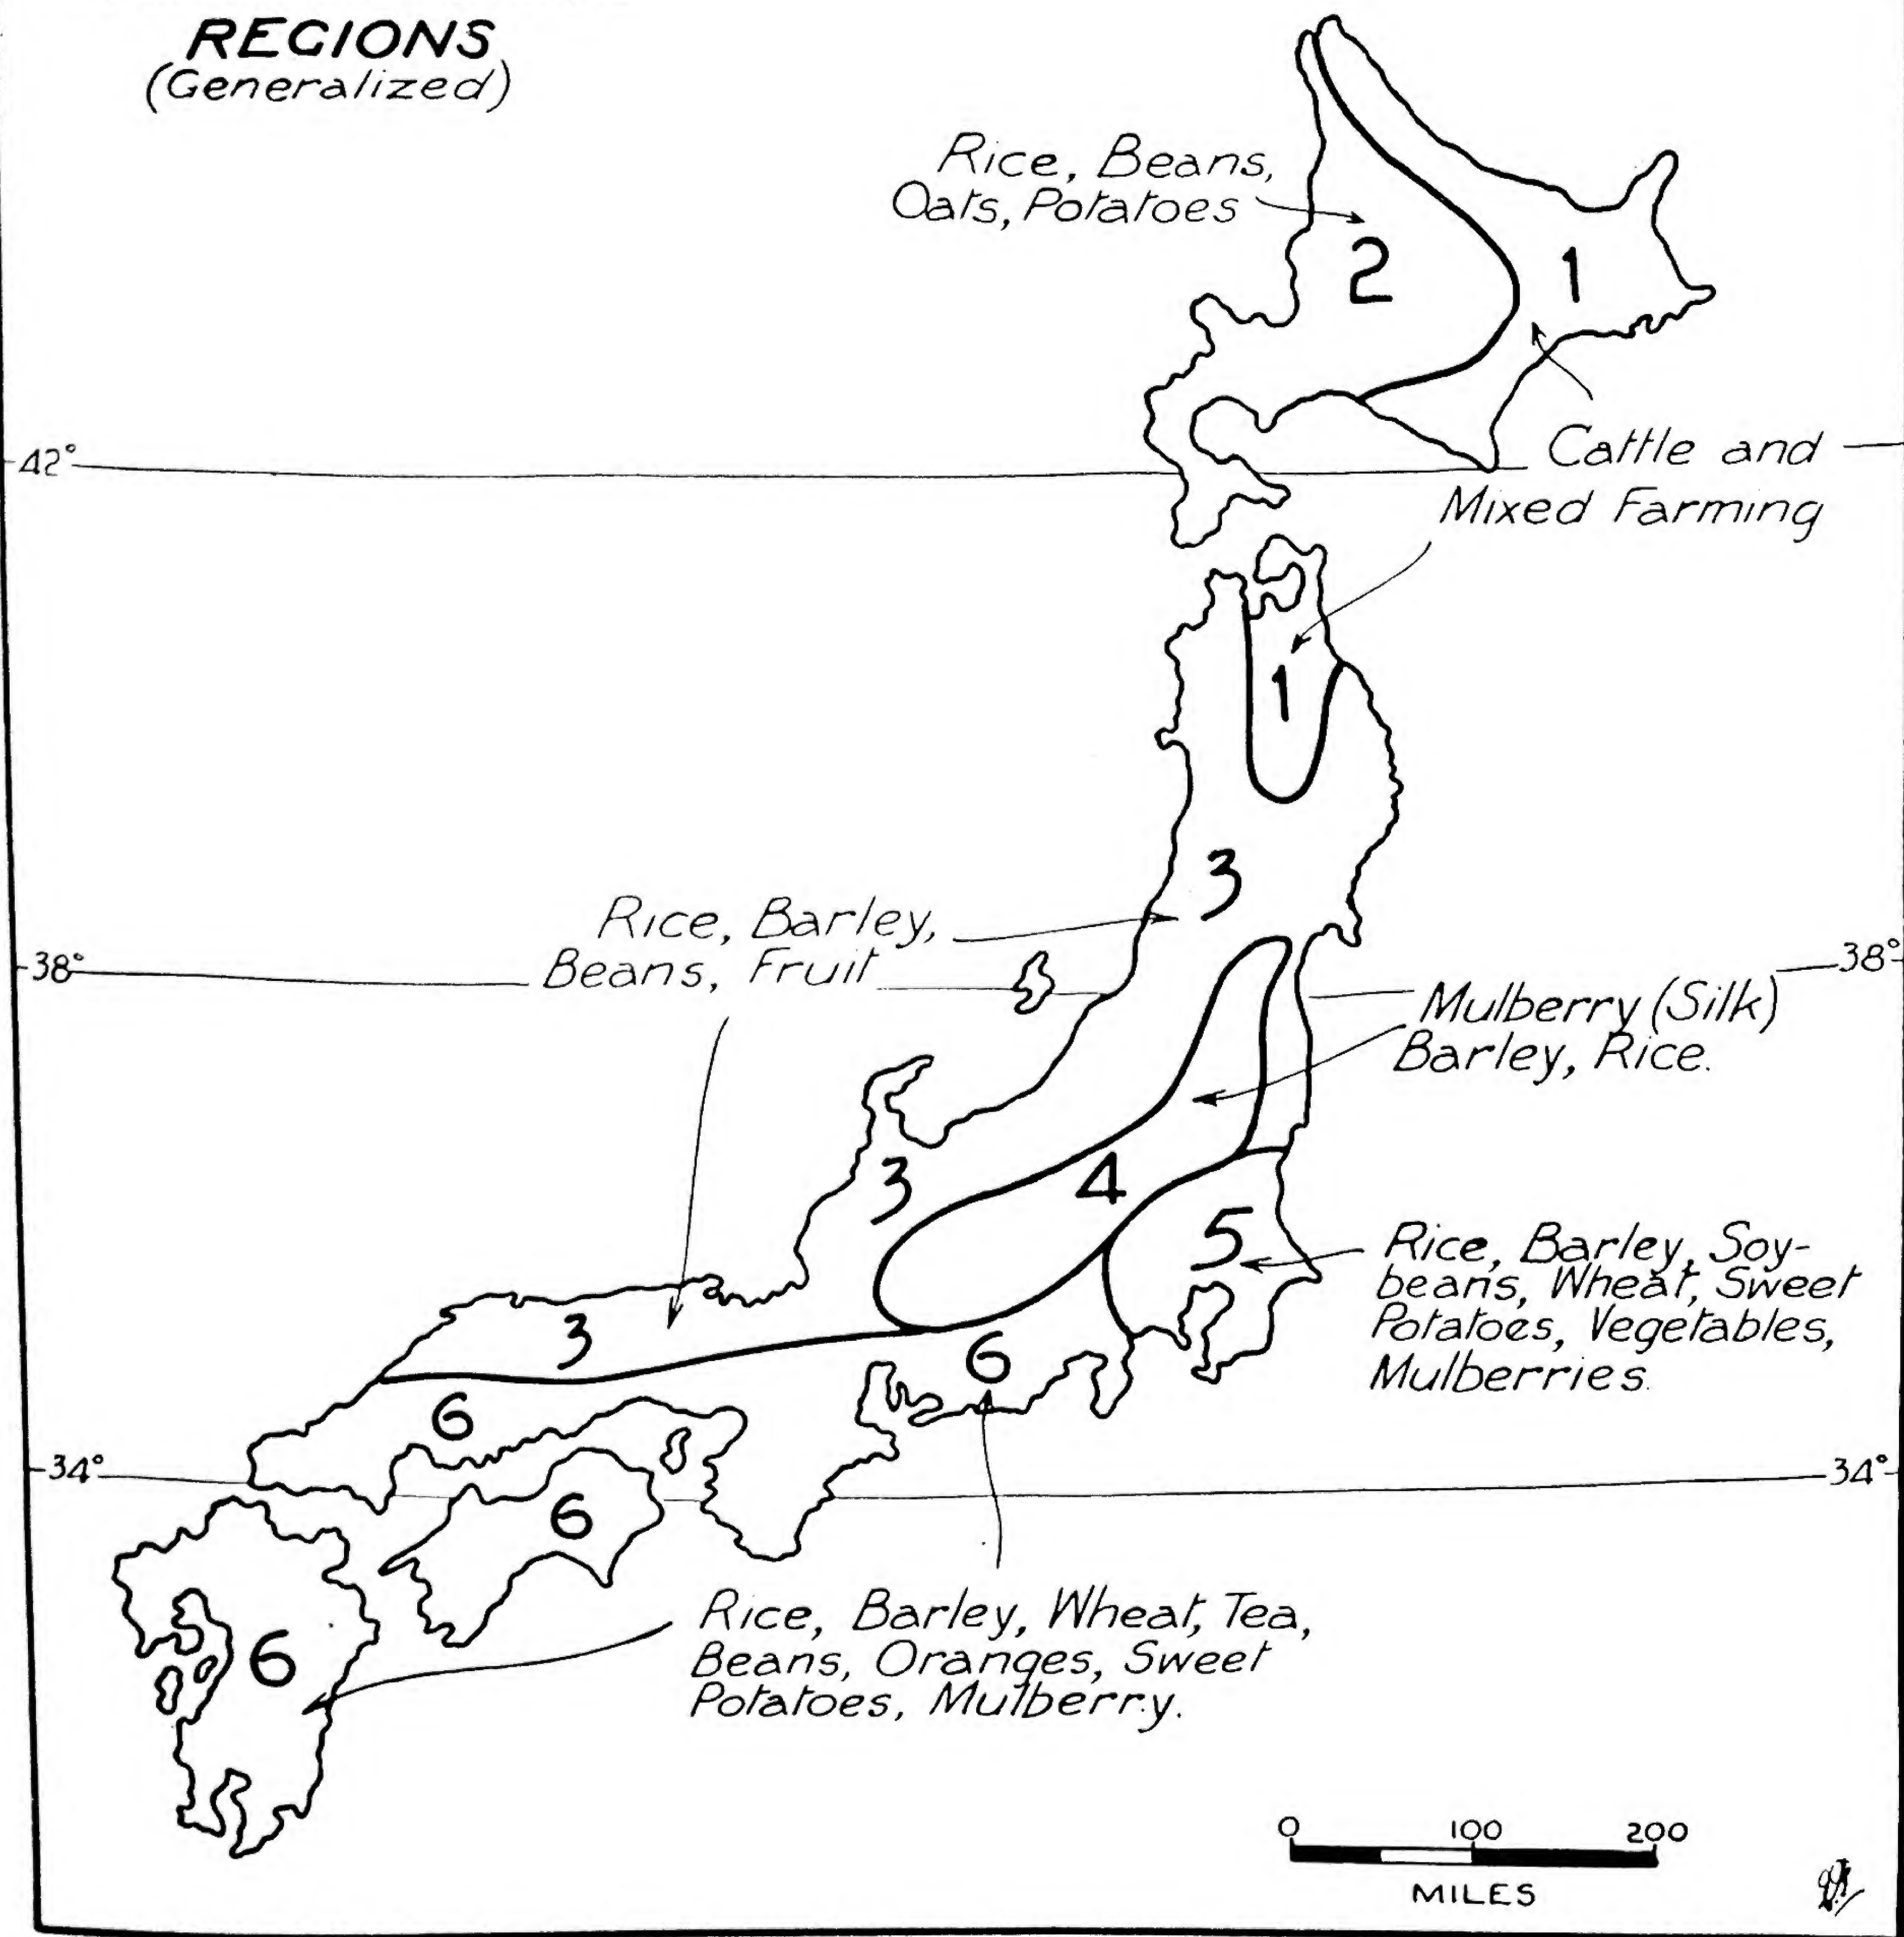 REGIONS
(Generalized)
Rice, Beans,
Oats, Potatoes
2
1
42°
Cattle and
Mixed Farming
1
3
Rice, Barley,
Beans, Fruit
38°
38°
Mulberry (Silk)
Barley, Rice.
3
4
5
Rice, Barley, Soy-
beans, Wheat, Sweet
Potatoes, Vegetables,
Mulberries.
3
6
6
34°
34°
6
6
Rice, Barley, Wheat, Tea,
Beans, Oranges, Sweet
Potatoes, Mulberry.
0 100 200
MILES